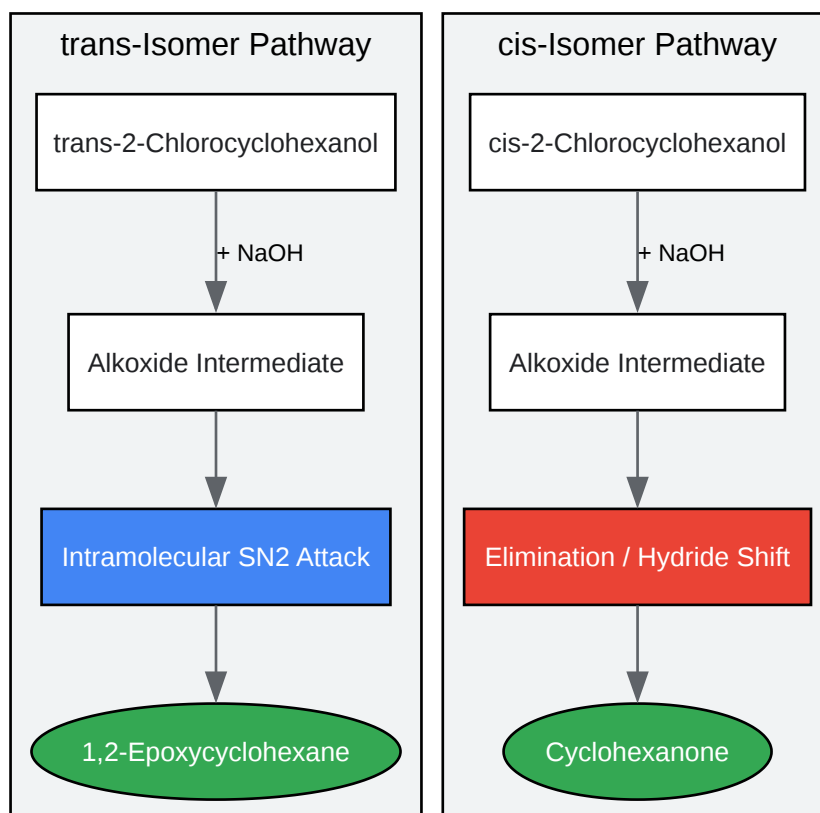 trans-Isomer Pathway
trans-2-Chlorocyclohexanol
+ NaOH
Alkoxide Intermediate
Intramolecular SN2 Attack
1,2-Epoxycyclohexane
cis-Isomer Pathway
cis-2-Chlorocyclohexanol
+ NaOH
Alkoxide Intermediate
Elimination / Hydride Shift
Cyclohexanone